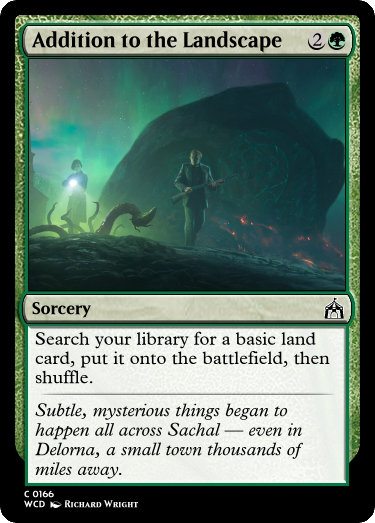 Addition to the Landscape 2
Sorcery
Search your library for a basic land
card, put it onto the battlefield, then
shuffle.
Subtle, mysterious things began to
happen all across Sachal — even in
Delorna, a small town thousands of
miles away.
C 0166
WCD Richard Wright